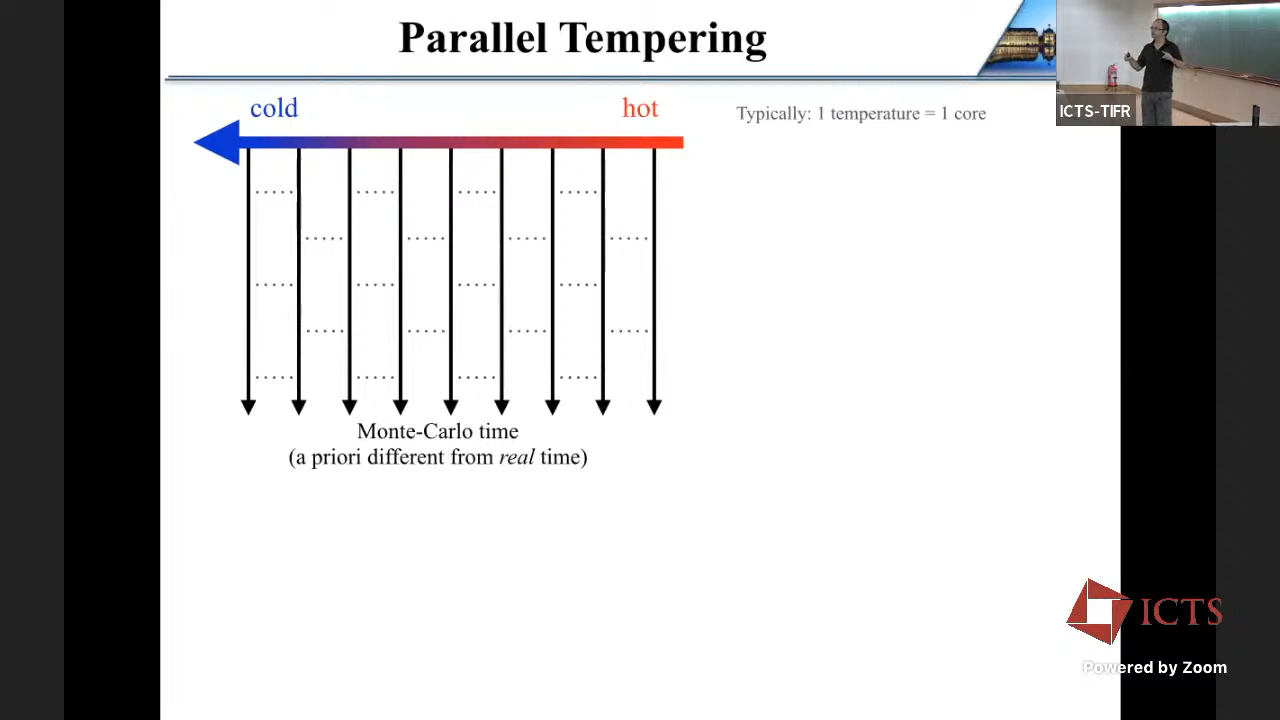 Parallel Tempering
cold
hot
Typically: 1 temperature = 1 core
ICTS-TIFR
Monte-Carlo time
(a priori different from real time)
ICTS
Powered by Zoom